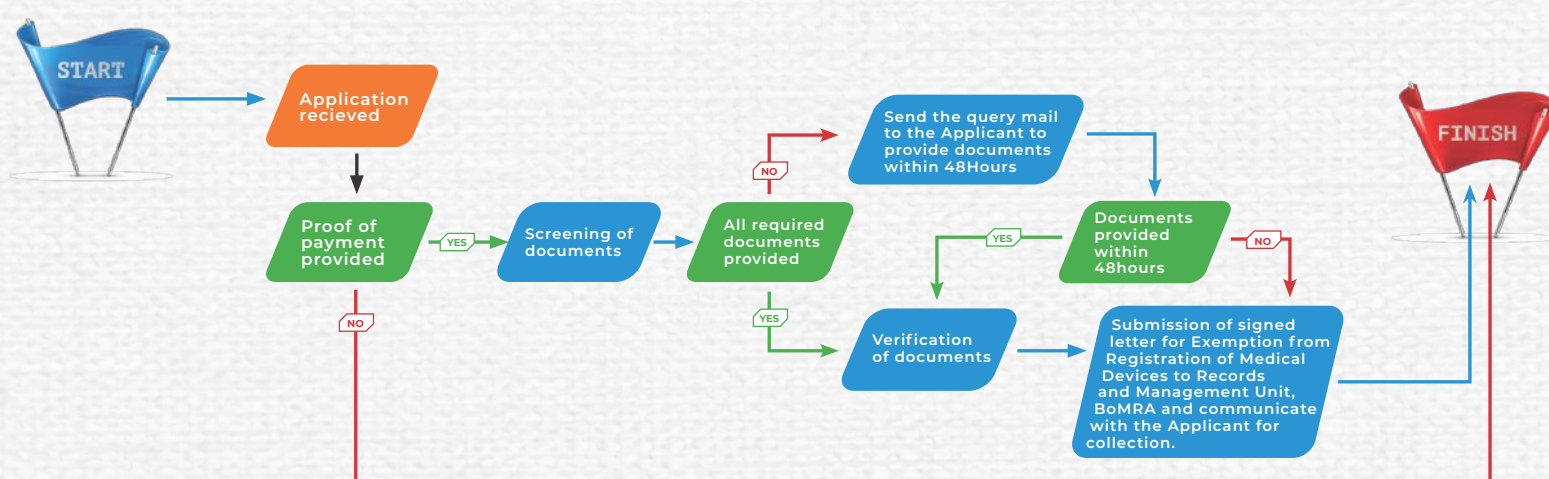 START
Application
recieved
Proof of
payment
provided
YES
NO
Screening of
documents
All required
documents
provided
NO
YES
Send the query mail
to the Applicant to
provide documents
within 48Hours
Documents
provided
within
48hours
YES
NO
Verification
of documents
Submission of signed
letter for Exemption from
Registration of Medical
Devices to Records
and Management Unit,
BoMRA and communicate
with the Applicant for
collection.
FINISH